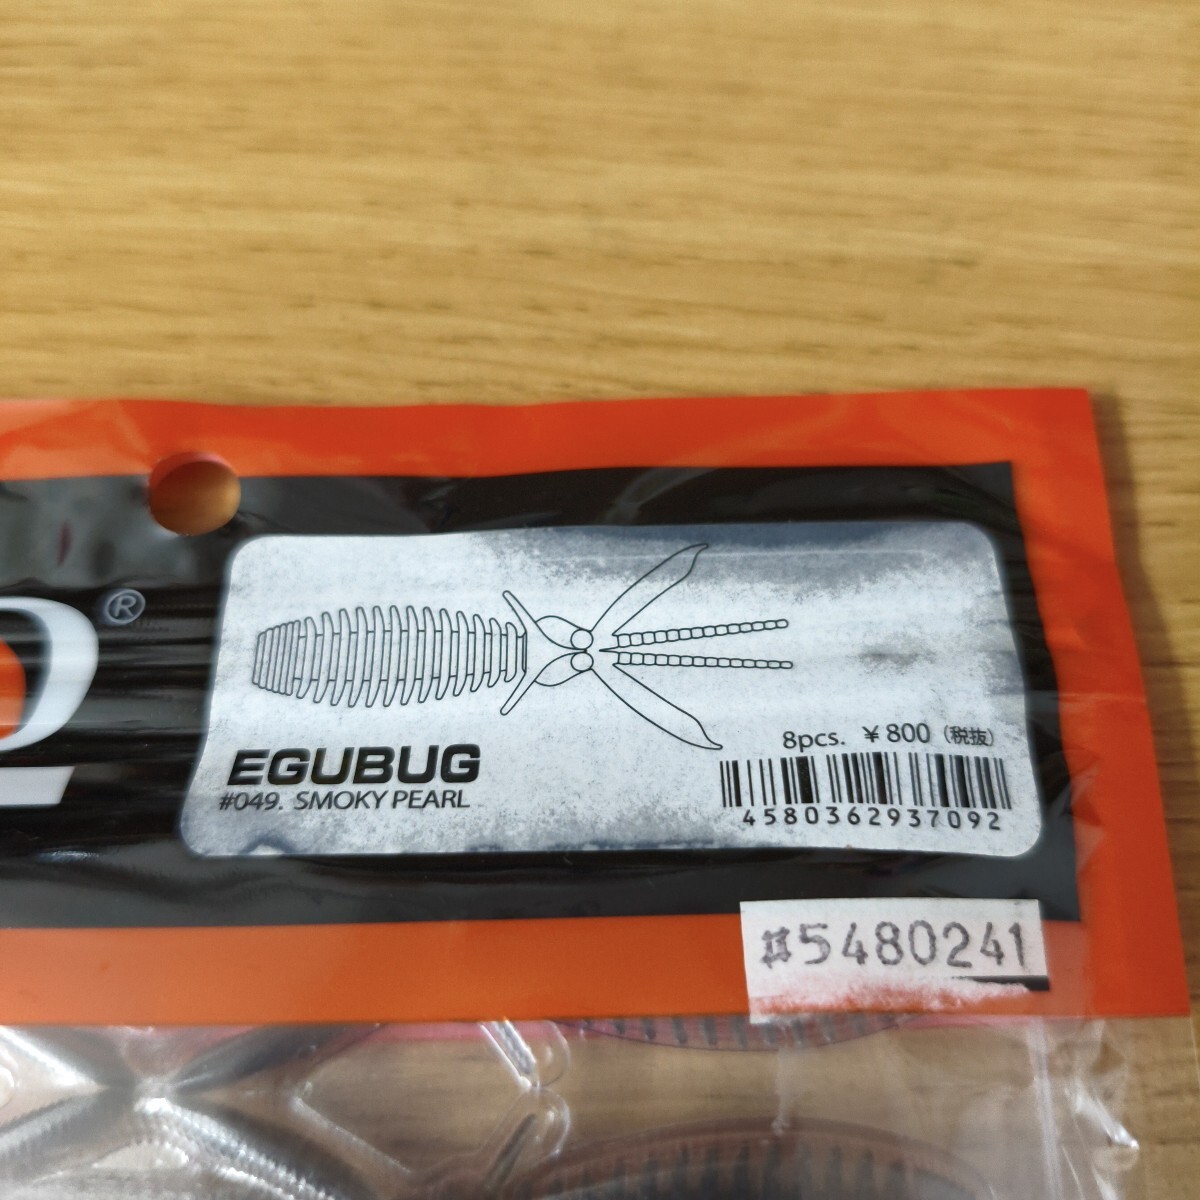 ®
EGUBUG
#049. SMOKY PEARL
8pcs. ¥800 (税抜)
4580362937092
#5480241